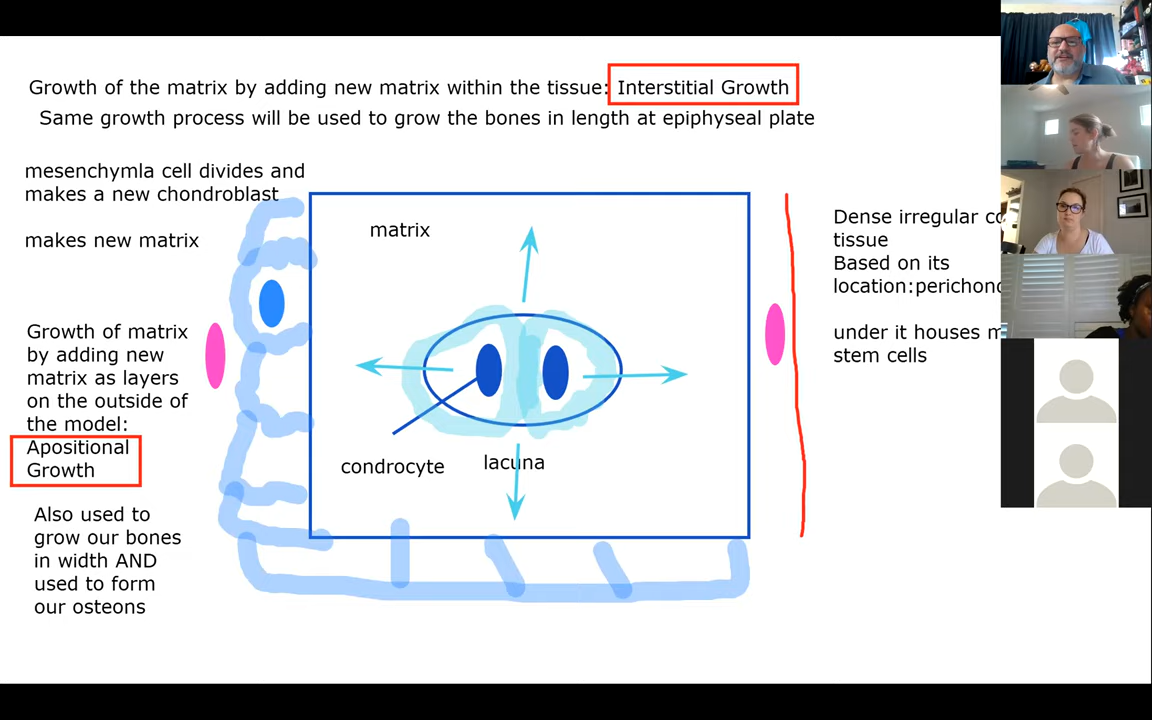 Growth of the matrix by adding new matrix within the tissue: Interstitial Growth
Same growth process will be used to grow the bones in length at epiphyseal plate
mesenchymla cell divides and
makes a new chondroblast
makes new matrix
Growth of matrix
by adding new
matrix as layers
on the outside of
the model:
Apositional
Growth
Also used to
grow our bones
in width AND
used to form
our osteons
matrix
condrocyte
lacuna
Dense irregular
tissue
Based on its
location:
under it houses
stem cells